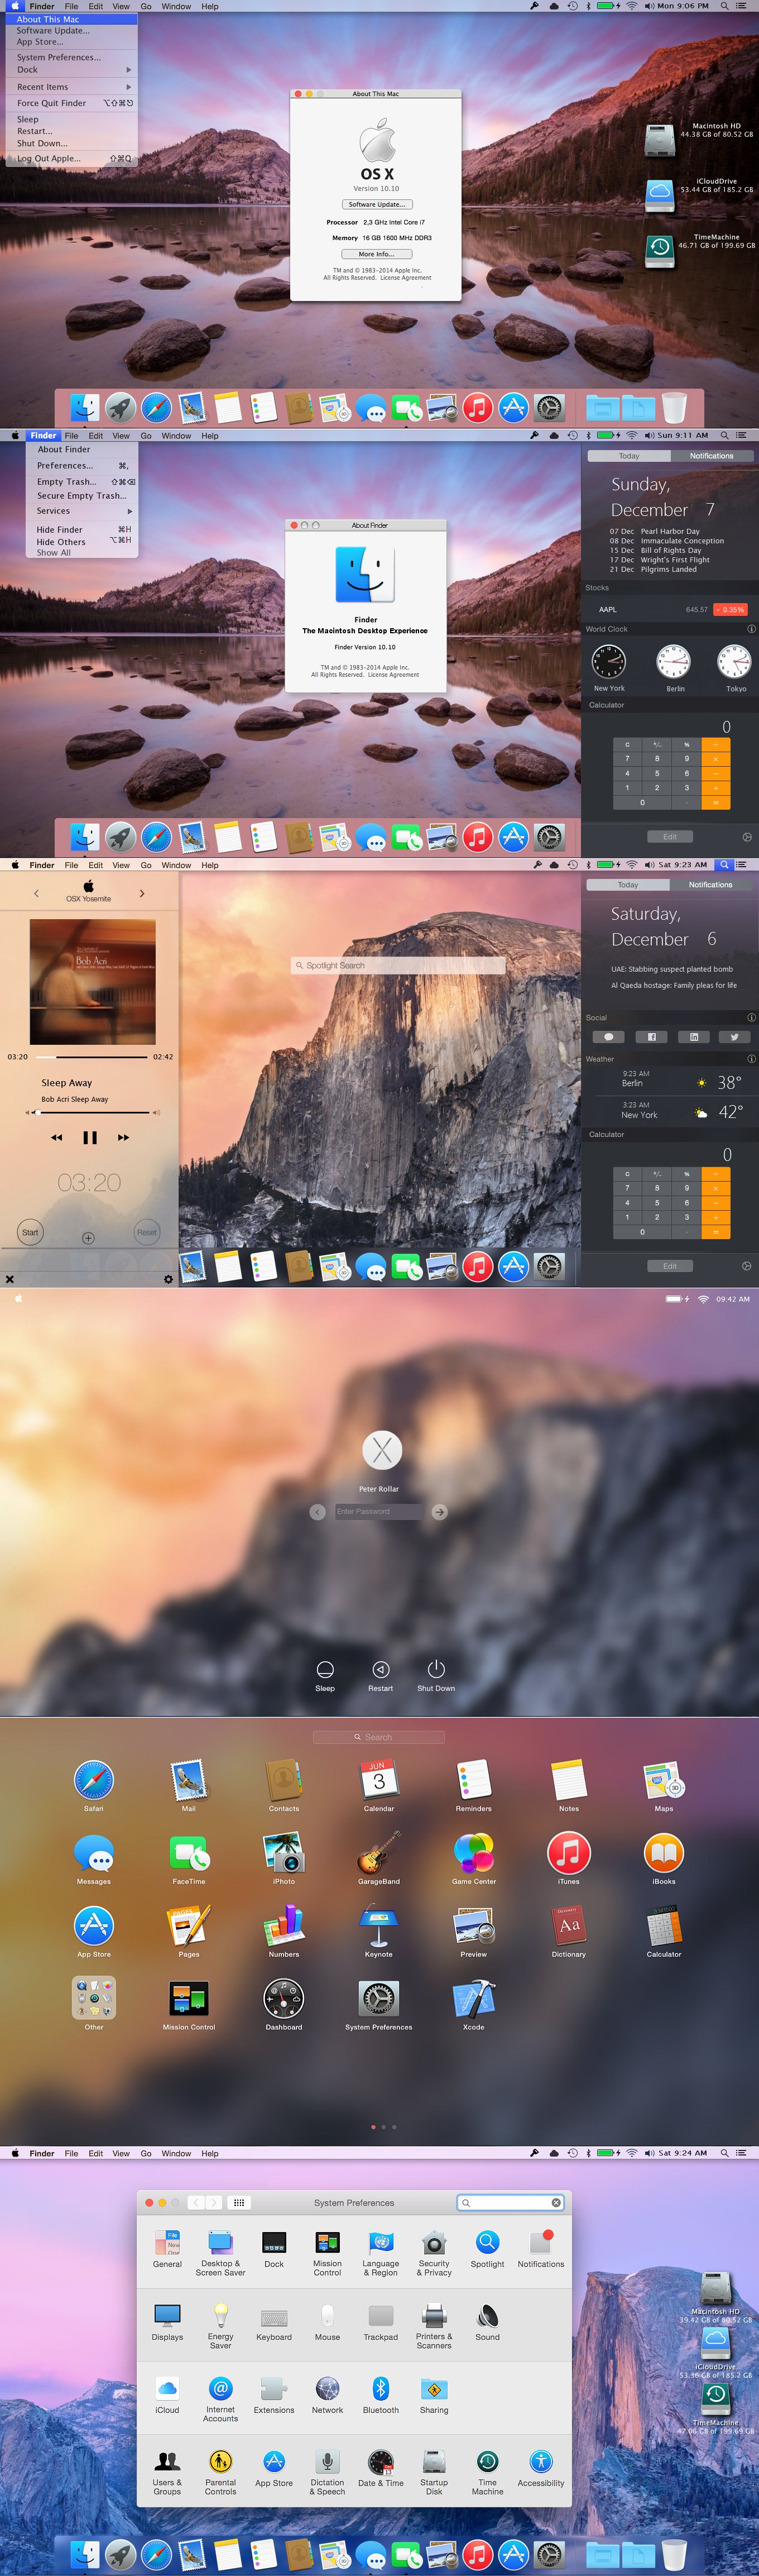 Finder File Edit View Go Window Help
Mon 9:06 PM
About This Mac
Software Update...
App Store...
System Preferences...
Dock
Recent Items
Force Quit Finder ⌥⇧⌘⎋
Sleep
Restart...
Shut Down...
Log Out Apple... ⇧⌘Q
About This Mac
OS X
Version 10.10
Software Update...
Processor 2,3 GHz Intel Core i7
Memory 16 GB 1600 MHz DDR3
More Info...
TM and © 1983-2014 Apple Inc.
All Rights Reserved. License Agreement
Macintosh HD
44.38 GB of 80.52 GB
iCloudDrive
53.44 GB of 185.2 GB
TimeMachine
46.71 GB of 199.69 GB
Finder File Edit View Go Window Help
Sun 9:11 AM
About Finder
Preferences... ⌘,
Empty Trash... ⇧⌘⌫
Secure Empty Trash...
Services
Hide Finder ⌘H
Hide Others ⌥⌘H
Show All
About Finder
Finder
The Macintosh Desktop Experience
Finder Version 10.10
TM and © 1983-2014 Apple Inc.
All Rights Reserved. License Agreement
Today Notifications
Sunday,
December 7
07 Dec Pearl Harbor Day
08 Dec Immaculate Conception
15 Dec Bill of Rights Day
17 Dec Wright's First Flight
21 Dec Pilgrims Landed
Stocks
AAPL 645.57 - 0.35%
World Clock
New York Berlin Tokyo
Calculator
0
C +/- % ÷
7 8 9 ×
4 5 6 −
1 2 3 +
0 . =
Edit
Finder File Edit View Go Window Help
Sat 9:23 AM
OSX Yosemite
Bob Acri
03:20 02:42
Sleep Away
Bob Acri Sleep Away
03:20
Start Reset
Spotlight Search
Today Notifications
Saturday,
December 6
UAE: Stabbing suspect planted bomb
Al Qaeda hostage: Family pleas for life
Social
Weather
9:23 AM
Berlin 38°
3:23 AM
New York 42°
Calculator
0
C +/- % ÷
7 8 9 ×
4 5 6 −
1 2 3 +
0 . =
Edit
09:42 AM
Peter Rollar
Enter Password
Sleep Restart Shut Down
Search
JUN
3
Safari Mail Contacts Calendar Reminders Notes Maps
3D
Messages FaceTime iPhoto GarageBand Game Center iTunes iBooks
PAGES
Dictionary
Aa
App Store Pages Numbers Keynote Preview Dictionary Calculator
Other Mission Control Dashboard System Preferences Xcode
Finder File Edit View Go Window Help
Sat 9:24 AM
System Preferences
File
New
One
General Desktop & Screen Saver Dock Mission Control Language & Region Security & Privacy Spotlight Notifications
Displays Energy Saver Keyboard Mouse Trackpad Printers & Scanners Sound
iCloud Internet Accounts Extensions Network Bluetooth Sharing
Users & Groups Parental Controls App Store Dictation & Speech Date & Time Startup Disk Time Machine Accessibility
Macintosh HD
39.42 GB of 80.52 GB
iCloudDrive
53.36 GB of 185.2 GB
TimeMachine
47.06 GB of 199.69 GB